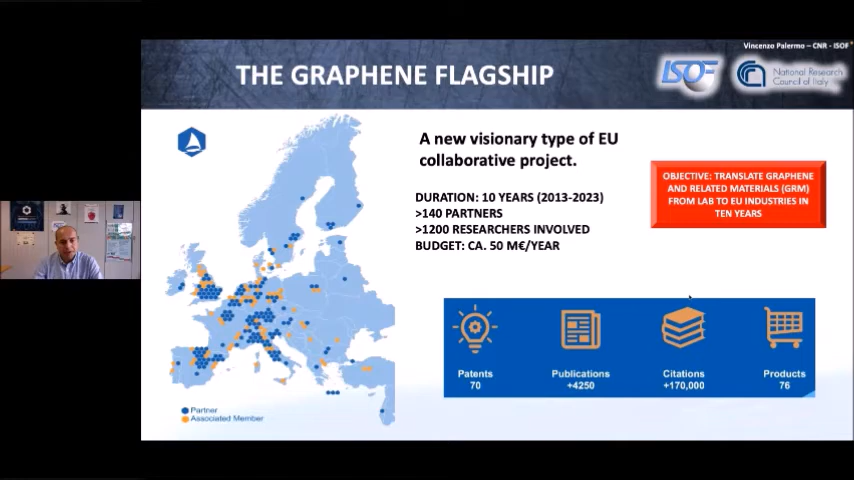 Vincenzo Palermo – CNR - ISOF
THE GRAPHENE FLAGSHIP
ISOF
National Research
Council of Italy
A new visionary type of EU
collaborative project.
DURATION: 10 YEARS (2013-2023)
>140 PARTNERS
>1200 RESEARCHERS INVOLVED
BUDGET: CA. 50 M€/YEAR
OBJECTIVE: TRANSLATE GRAPHENE
AND RELATED MATERIALS (GRM)
FROM LAB TO EU INDUSTRIES IN
TEN YEARS
Patents
70
Publications
+4250
Citations
+170,000
Products
76
Partner
Associated Member